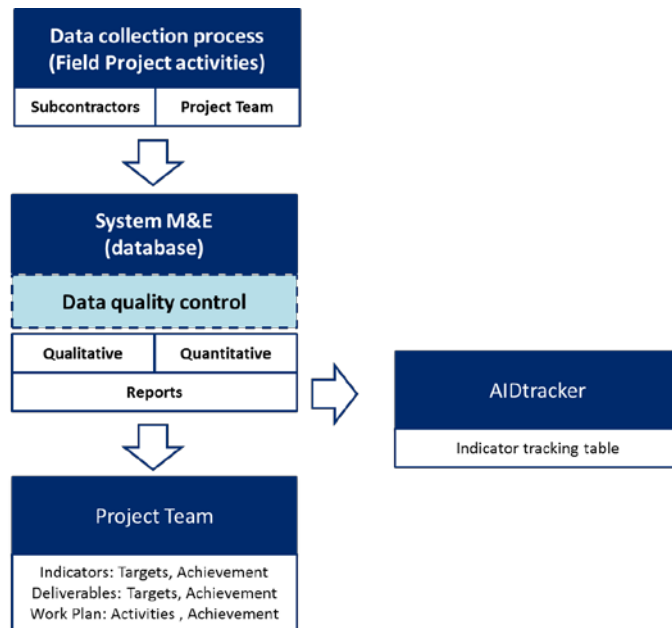 Data collection process
(Field Project activities)
Subcontractors
Project Team
System M&E
(database)
Data quality control
Qualitative
Quantitative
Reports
AIDtracker
Indicator tracking table
Project Team
Indicators: Targets, Achievement
Deliverables: Targets, Achievement
Work Plan: Activities , Achievement